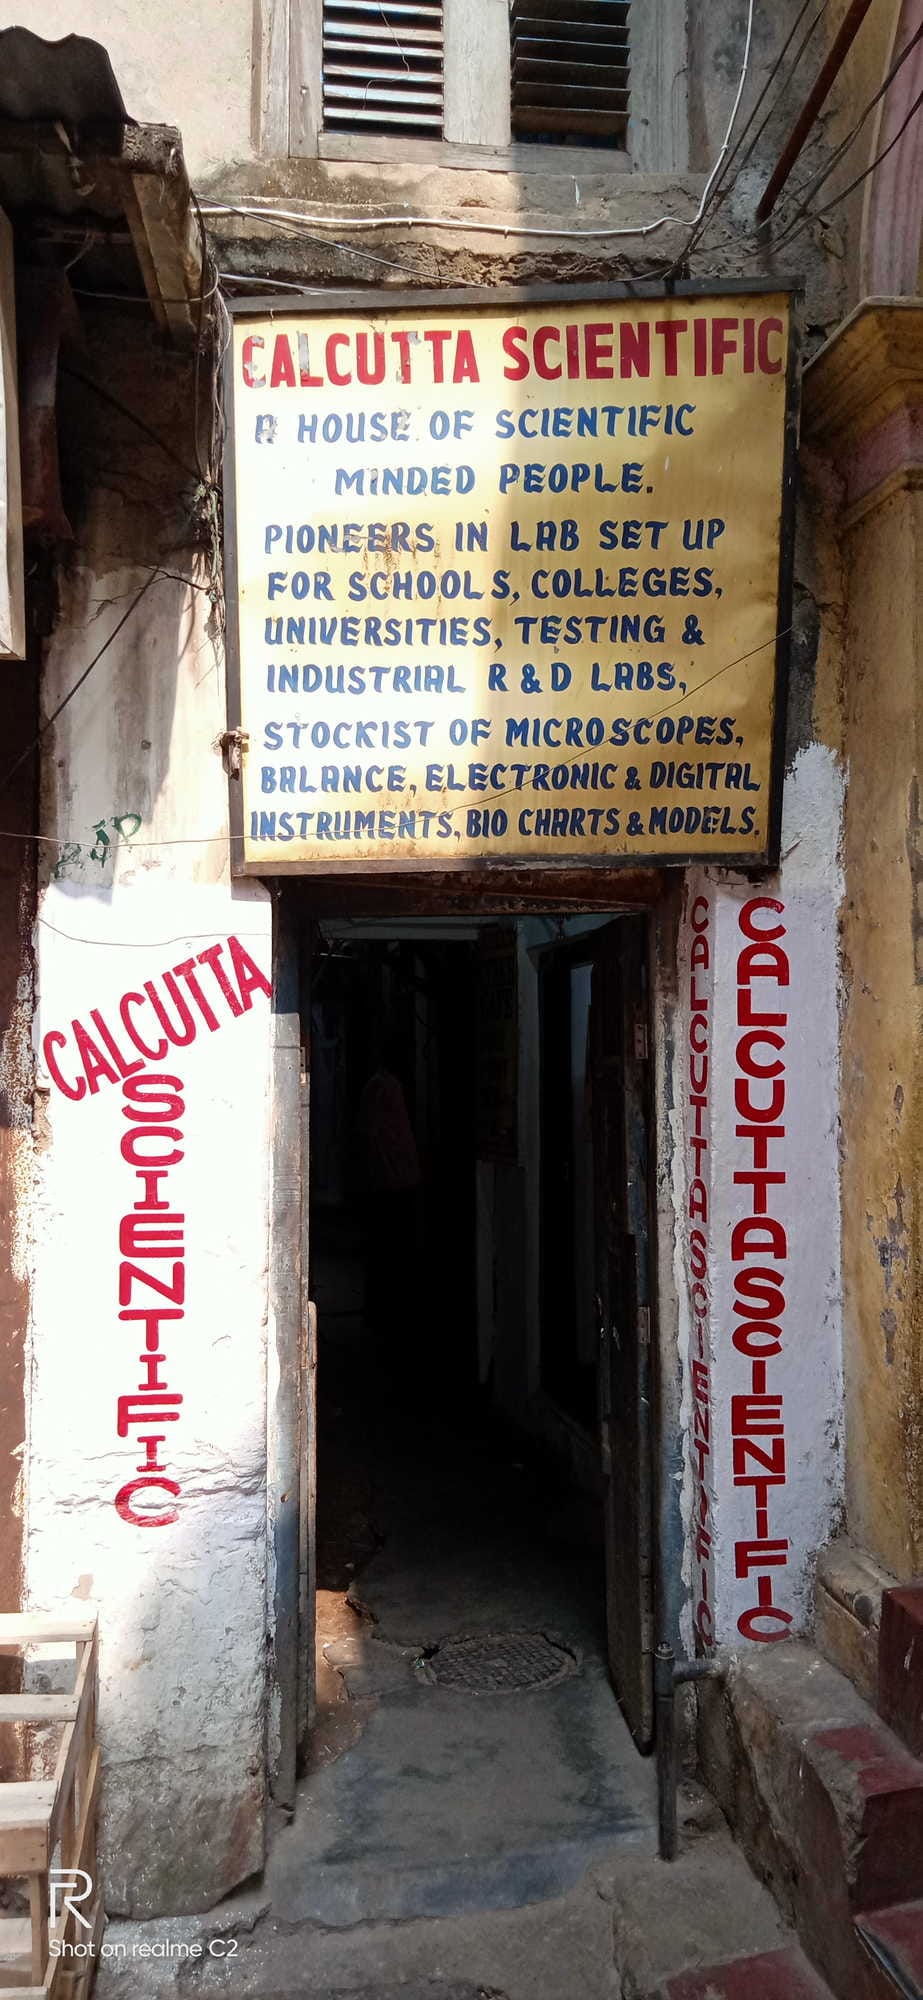 CALCUTTA SCIENTIFIC
A HOUSE OF SCIENTIFIC
MINDED PEOPLE.
PIONEERS IN LAB SET UP
FOR SCHOOLS, COLLEGES,
UNIVERSITIES, TESTING &
INDUSTRIAL R & D LABS,
STOCKIST OF MICROSCOPES,
BALANCE, ELECTRONIC & DIGITAL
INSTRUMENTS, BIO CHARTS & MODELS.
CALCUTTA
SCIENTIFIC
CALCUTTA SCIENTIFIC
CALCUTTA SCIENTIFIC
R
Shot on realme C2